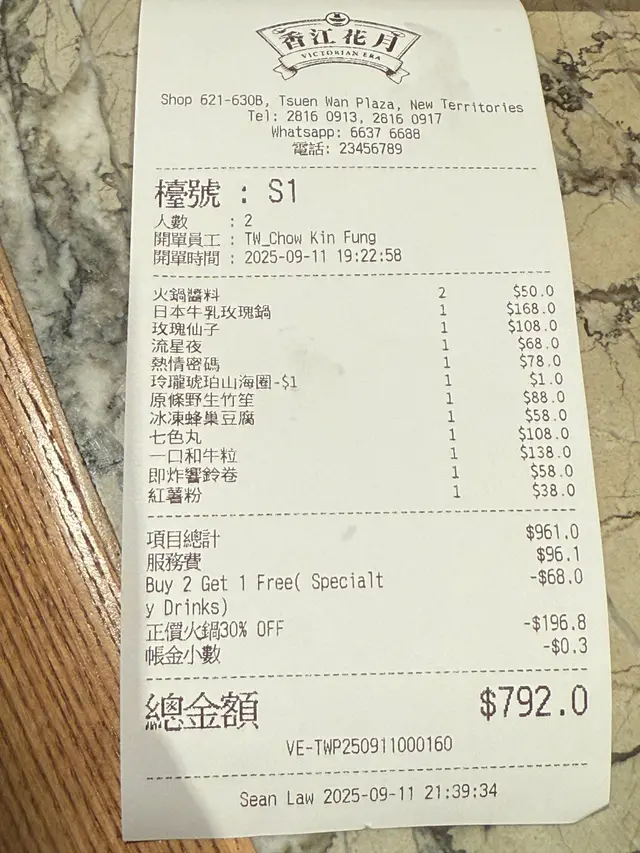 香江花月
VICTORIAN ERA
Shop 621-630B, Tsuen Wan Plaza, New Territories
Tel: 2816 0913, 2816 0917
Whatsapp: 6637 6688
電話: 23456789
檯號 : S1
人數 : 2
開單員工 : TW_Chow Kin Fung
開單時間 : 2025-09-11 19:22:58
火鍋醬料 2 $50.0
日本牛乳玫瑰鍋 1 $168.0
玫瑰仙子 1 $108.0
流星夜 1 $68.0
熱情密碼 1 $78.0
玲瓏琥珀山海圈-$1 1 $1.0
原條野生竹笙 1 $88.0
冰凍蜂巢豆腐 1 $58.0
七色丸 1 $108.0
一口和牛粒 1 $138.0
即炸響鈴卷 1 $58.0
紅薯粉 1 $38.0
項目總計 $961.0
服務費 $96.1
Buy 2 Get 1 Free( Specialt -$68.0
y Drinks)
正價火鍋30% OFF -$196.8
帳金小數 -$0.3
總金額 $792.0
VE-TWP250911000160
Sean Law 2025-09-11 21:39:34